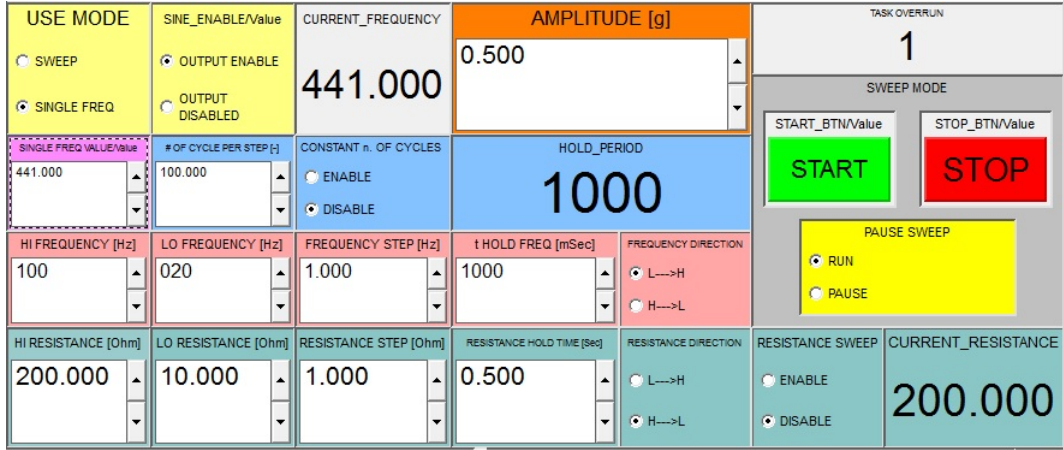 USE MODE
SWEEP
SINGLE FREQ
SINE_ENABLE/Value
OUTPUT ENABLE
OUTPUT
DISABLED
CURRENT_FREQUENCY
441.000
AMPLITUDE [g]
0.500
TASK OVERRUN
1
SINGLE FREQ VALUE/Value
441.000
# OF CYCLE PER STEP [-]
100.000
CONSTANT n. OF CYCLES
ENABLE
DISABLE
HOLD_PERIOD
1000
SWEEP MODE
START_BTN/Value
START
STOP_BTN/Value
STOP
PAUSE SWEEP
RUN
PAUSE
HI FREQUENCY [Hz]
100
LO FREQUENCY [Hz]
020
FREQUENCY STEP [Hz]
1.000
t HOLD FREQ [mSec]
1000
FREQUENCY DIRECTION
L--->H
H--->L
HI RESISTANCE [Ohm]
200.000
LO RESISTANCE [Ohm]
10.000
RESISTANCE STEP [Ohm]
1.000
RESISTANCE HOLD TIME [Sec]
0.500
RESISTANCE DIRECTION
L--->H
H--->L
RESISTANCE SWEEP
ENABLE
DISABLE
CURRENT_RESISTANCE
200.000